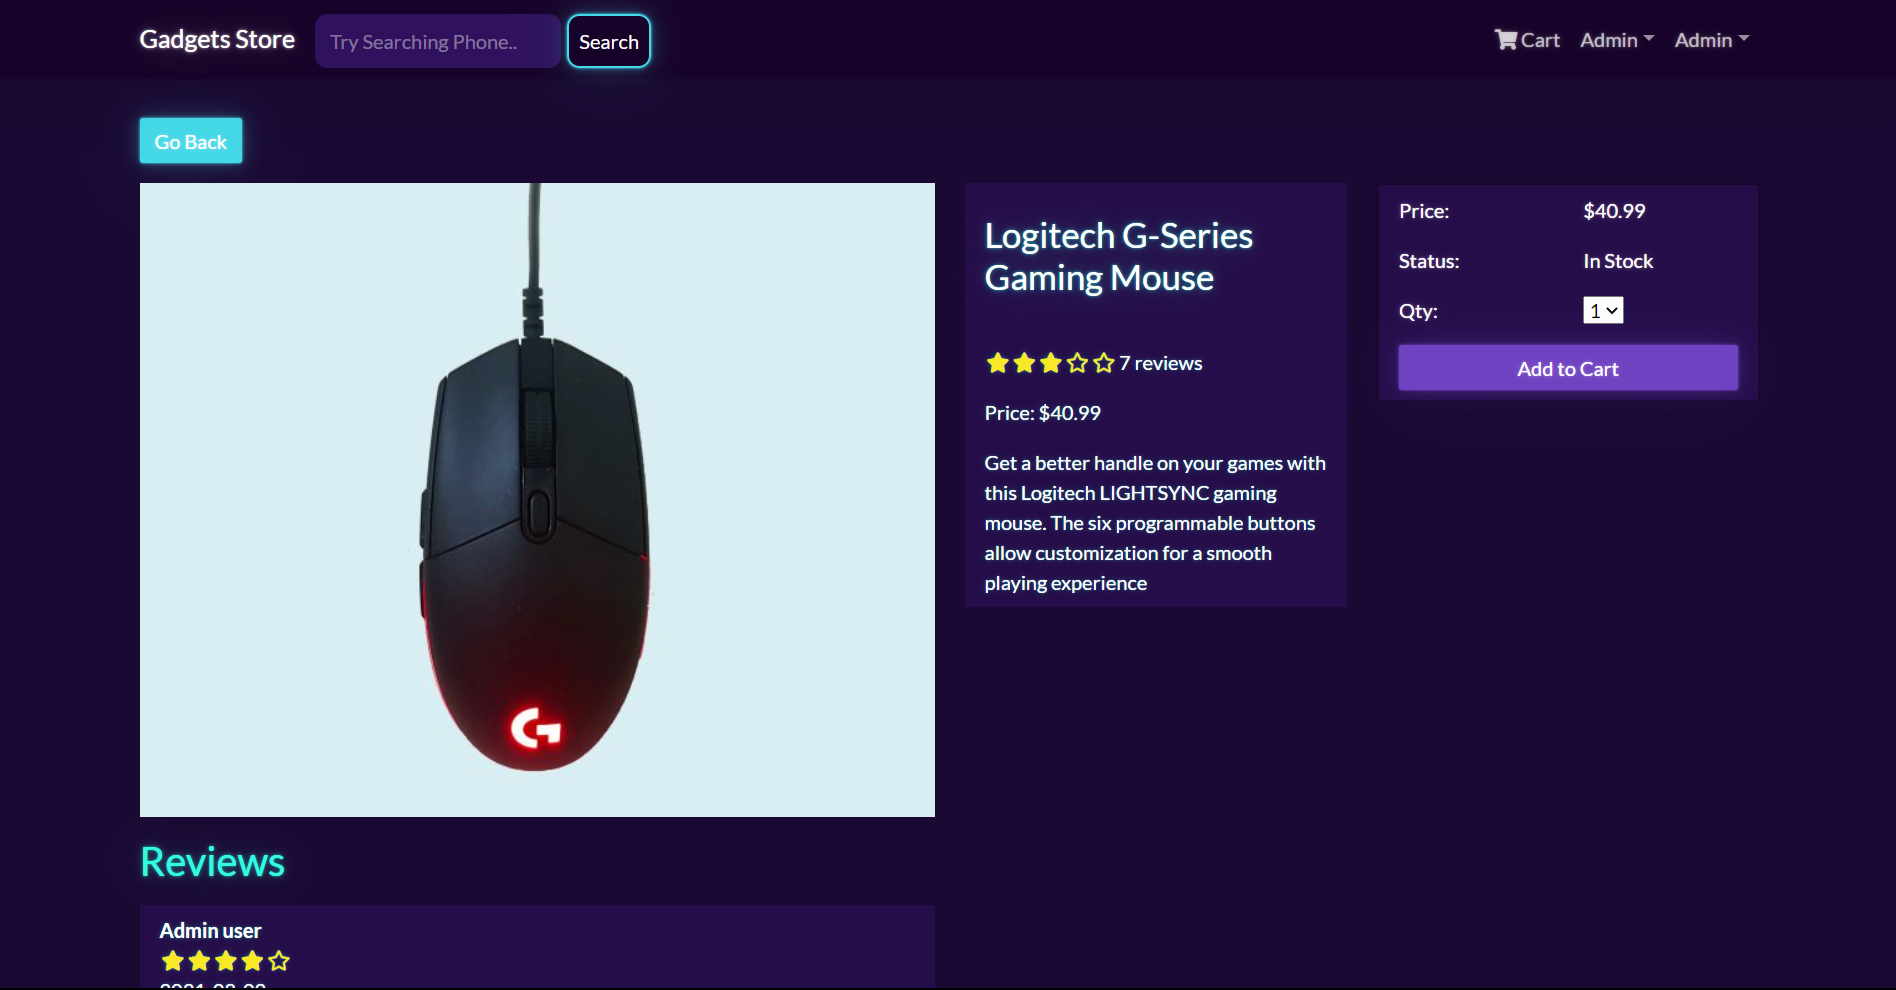 Gadgets Store
Try Searching Phone..
Search
Cart
Admin
Admin
Go Back
G
Logitech G-Series
Gaming Mouse
7 reviews
Price: $40.99
Get a better handle on your games with
this Logitech LIGHTSYNC gaming
mouse. The six programmable buttons
allow customization for a smooth
playing experience
Price: $40.99
Status: In Stock
Qty: 1
Add to Cart
Reviews
Admin user